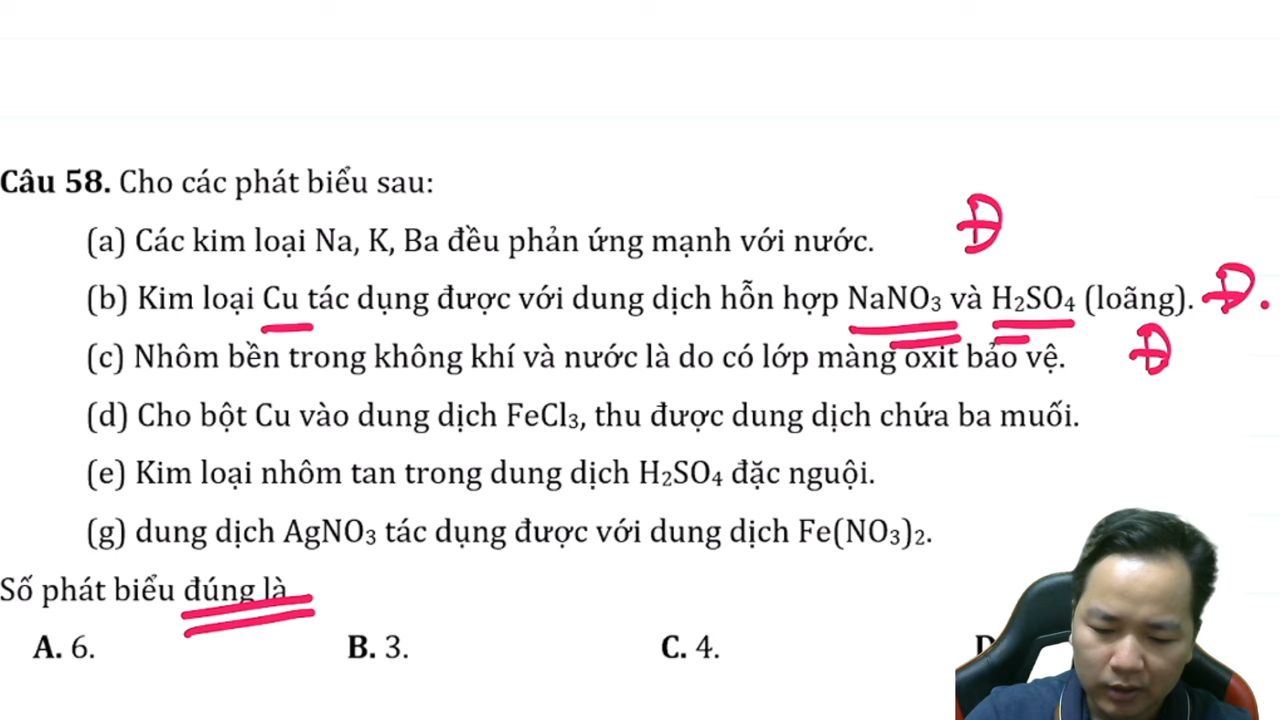 Câu 58. Cho các phát biểu sau:
(a) Các kim loại Na, K, Ba đều phản ứng mạnh với nước. Đ
(b) Kim loại Cu tác dụng được với dung dịch hỗn hợp NaNO₃ và H₂SO₄ (loãng). Đ.
(c) Nhôm bền trong không khí và nước là do có lớp màng oxit bảo vệ. Đ
(d) Cho bột Cu vào dung dịch FeCl₃, thu được dung dịch chứa ba muối.
(e) Kim loại nhôm tan trong dung dịch H₂SO₄ đặc nguội.
(g) dung dịch AgNO₃ tác dụng được với dung dịch Fe(NO₃)₂.
Số phát biểu đúng là
A. 6. B. 3. C. 4.